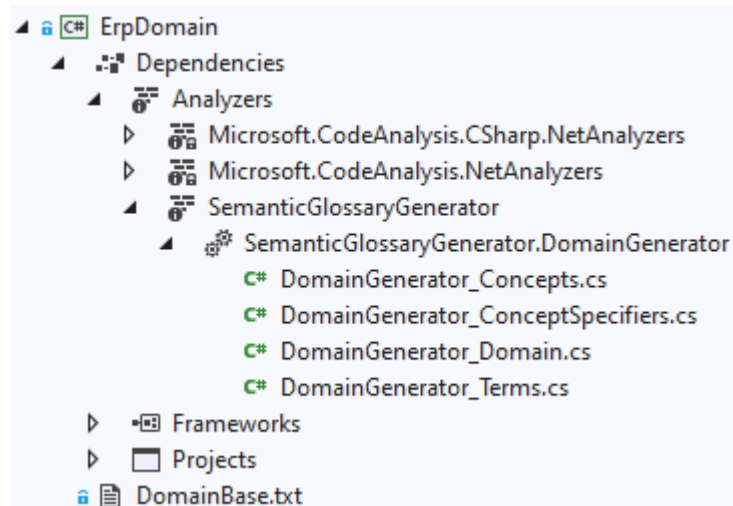 C# ErpDomain
Dependencies
Analyzers
Microsoft.CodeAnalysis.CSharp.NetAnalyzers
Microsoft.CodeAnalysis.NetAnalyzers
SemanticGlossaryGenerator
SemanticGlossaryGenerator.DomainGenerator
C# DomainGenerator_Concepts.cs
C# DomainGenerator_ConceptSpecifiers.cs
C# DomainGenerator_Domain.cs
C# DomainGenerator_Terms.cs
Frameworks
Projects
DomainBase.txt